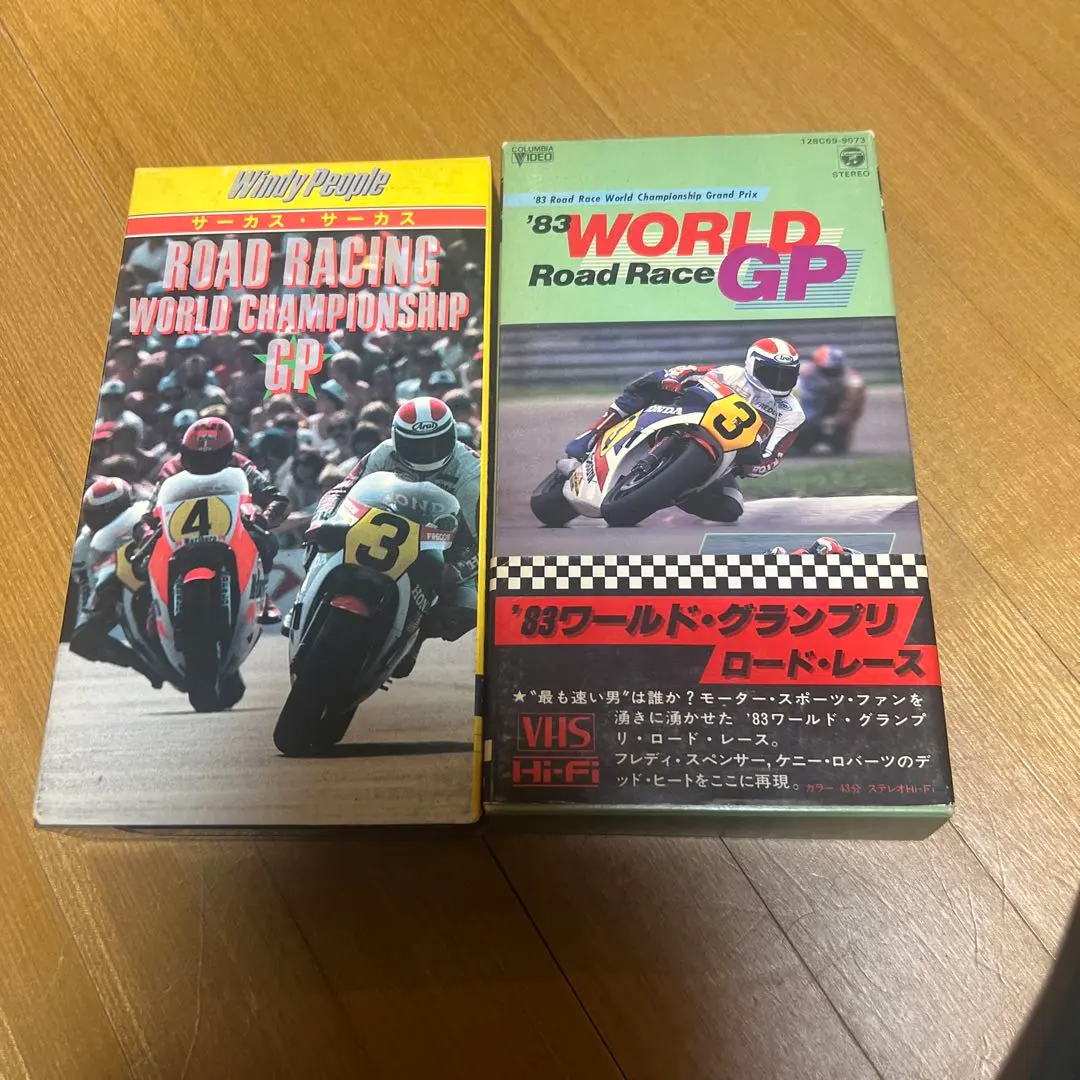 Windy People
サーカス・サーカス
ROAD RACING
WORLD CHAMPIONSHIP
GP
Arai
4
HONDA
3
FREDDIE
COLUMBIA
VIDEO
128C69-9073
STEREO
'83 Road Race World Championship Grand Prix
'83 WORLD
Road Race GP
Arai
FREDDIE
HONDA
3
'83ワールド・グランプリ
ロード・レース
★“最も速い男”は誰か?モーター・スポーツ・ファンを
湧きに湧かせた '83ワールド・グランプ
リ・ロード・レース。
フレディ・スペンサー,ケニー・ロバーツのデ
ッド・ヒートをここに再現。
カラー 43分 ステレオHi-Fi
VHS
Hi-Fi